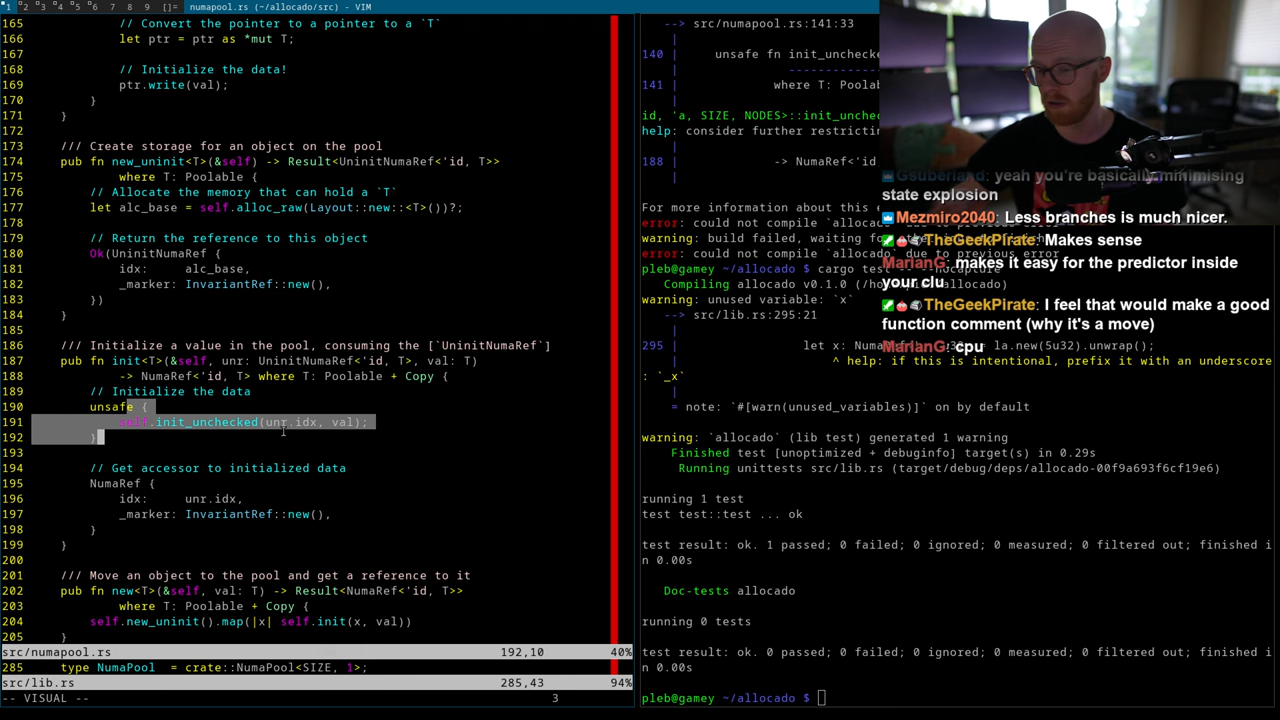 1 2 3 4 5 6 7 8 9 numapool.rs (~/allocado/src) - VIM
165 // Convert the pointer to a pointer to a `T`
166 let ptr = ptr as *mut T;
167
168 // Initialize the data!
169 ptr.write(val);
170 }
171 }
172
173 /// Create storage for an object on the pool
174 pub fn new_uninit<T>(&self) -> Result<UninitNumaRef<'id, T>>
175 where T: Poolable {
176 // Allocate the memory that can hold a `T`
177 let alc_base = self.alloc_raw(Layout::new::<T>())?;
178
179 // Return the reference to this object
180 Ok(UninitNumaRef {
181 idx: alc_base,
182 _marker: InvariantRef::new(),
183 })
184 }
185
186 /// Initialize a value in the pool, consuming the [`UninitNumaRef`]
187 pub fn init<T>(&self, unr: UninitNumaRef<'id, T>, val: T)
188 -> NumaRef<'id, T> where T: Poolable + Copy {
189 // Initialize the data
190 unsafe {
191 self.init_unchecked(unr.idx, val);
192 }
193
194 // Get accessor to initialized data
195 NumaRef {
196 idx: unr.idx,
197 _marker: InvariantRef::new(),
198 }
199 }
200
201 /// Move an object to the pool and get a reference to it
202 pub fn new<T>(&self, val: T) -> Result<NumaRef<'id, T>>
203 where T: Poolable + Copy {
204 self.new_uninit().map(|x| self.init(x, val))
205 }
src/numapool.rs 192,10 40%
285 type NumaPool = crate::NumaPool<SIZE, 1>;
src/lib.rs 285,43 94%
-- VISUAL -- 3
--> src/numapool.rs:141:33
|
140 unsafe fn init_unche
| --------
141 where T: Poolab
|
id, 'a, SIZE, NODES>::init_unche
help: consider further restricti
|
188 -> NumaRef<'id
|
For more information about this e
error: could not compile `allocad
warning: build failed, waiting fo
error: could not compile `allocado` due to previous error
pleb@gamey ~/allocado $ cargo test -- --nocapture
Compiling allocado v0.1.0 (/ho
warning: unused variable: `x`
--> src/lib.rs:295:21
|
295 let x: Num la.new(5u32).unwrap();
| ^ help: if this is intentional, prefix it with an underscore
: `_x`
|
= note: `#[warn(unused_variables)]` on by default
warning: `allocado` (lib test) generated 1 warning
Finished test [unoptimized + debuginfo] target(s) in 0.29s
Running unittests src/lib.rs (target/debug/deps/allocado-00f9a693f6cf19e6)
running 1 test
test test::test ... ok
test result: ok. 1 passed; 0 failed; 0 ignored; 0 measured; 0 filtered out; finished i
n 0.00s
Doc-tests allocado
running 0 tests
test result: ok. 0 passed; 0 failed; 0 ignored; 0 measured; 0 filtered out; finished i
n 0.00s
pleb@gamey ~/allocado $
Gsuberland: yeah you're basically minimising
state explosion
Mezmiro2040: Less branches is much nicer.
TheGeekPirate: Makes sense
MarianG: makes it easy for the predictor inside
your clu
TheGeekPirate: I feel that would make a good
function comment (why it's a move)
MarianG: cpu